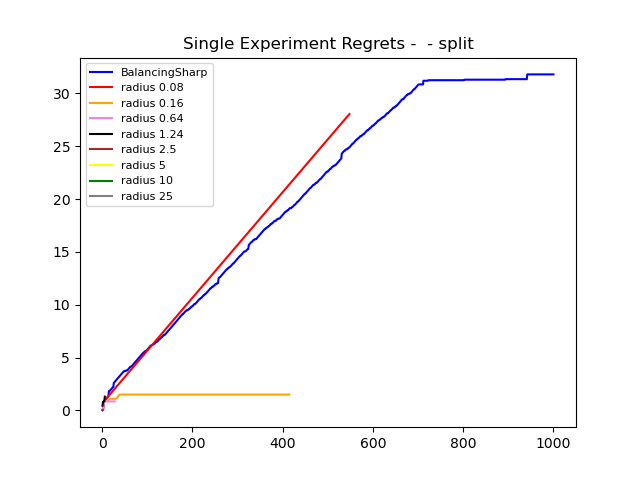 Single Experiment Regrets -  - split
BalancingSharp
radius 0.08
radius 0.16
radius 0.64
radius 1.24
radius 2.5
radius 5
radius 10
radius 25
30
25
20
15
10
5
0
0 200 400 600 800 1000